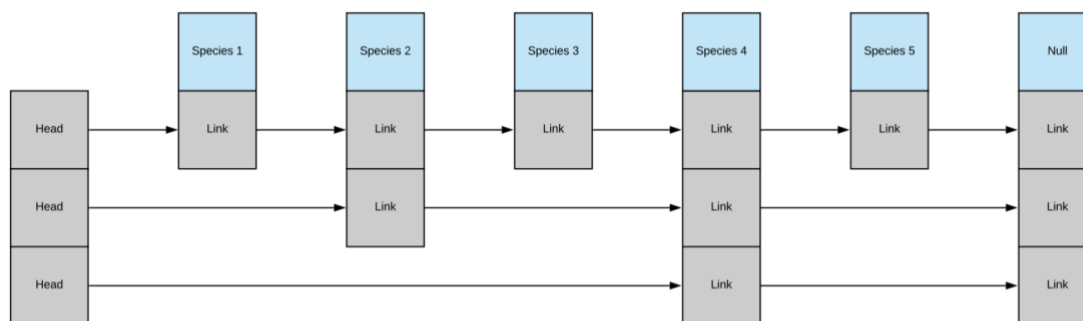 Species 1 Species 2 Species 3 Species 4 Species 5 Null
Head Link Link Link Link Link Link
Head Link Link Link
Head Link Link